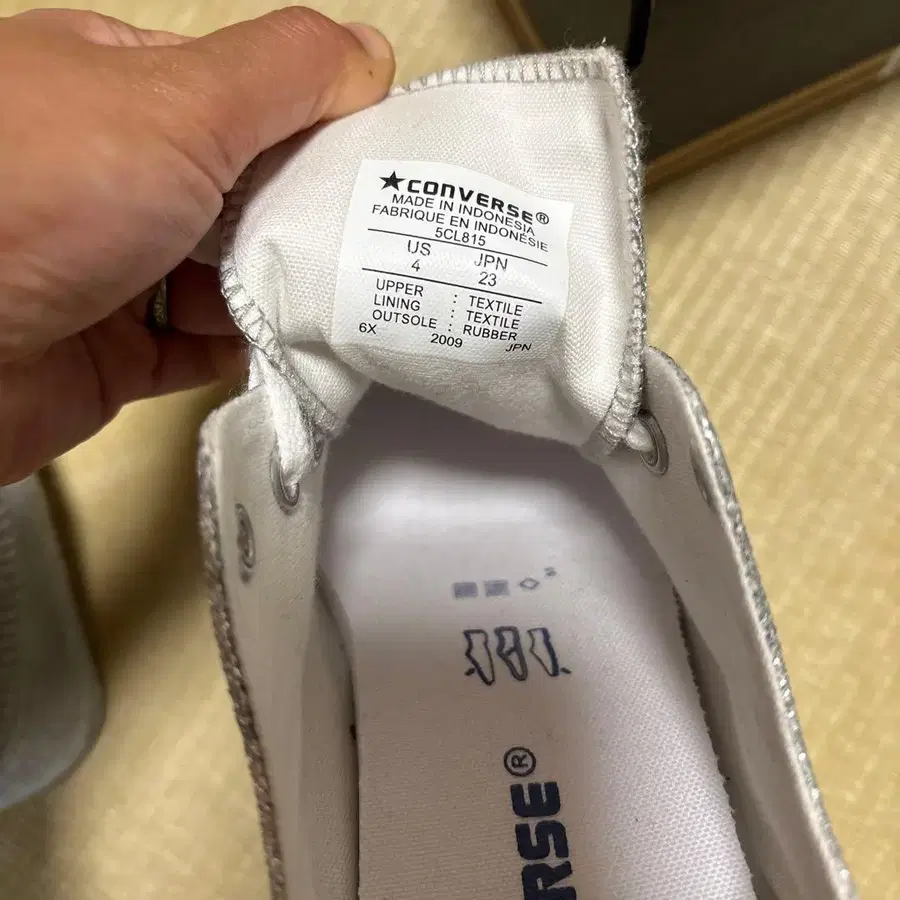 ★CONVERSE®
MADE IN INDONESIA
FABRIQUE EN INDONÉSIE
5CL815
US JPN
4 23
UPPER : TEXTILE
LINING : TEXTILE
OUTSOLE : RUBBER
6X 2009 JPN
RSE®